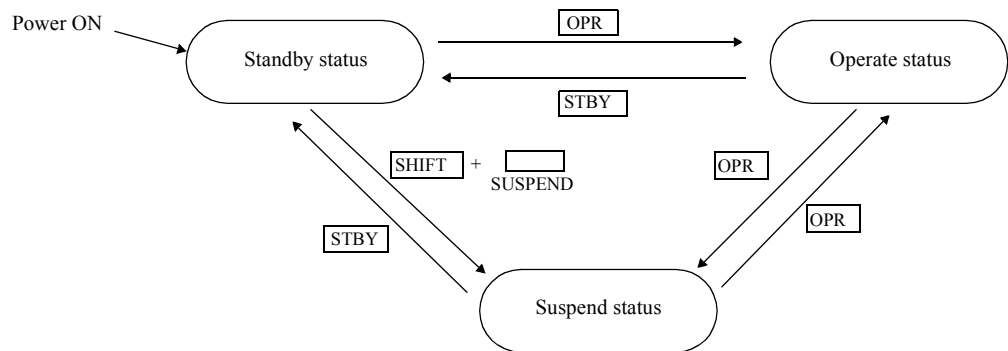 Power ON
OPR
Standby status
Operate status
STBY
SHIFT +
SUSPEND
OPR
OPR
STBY
Suspend status